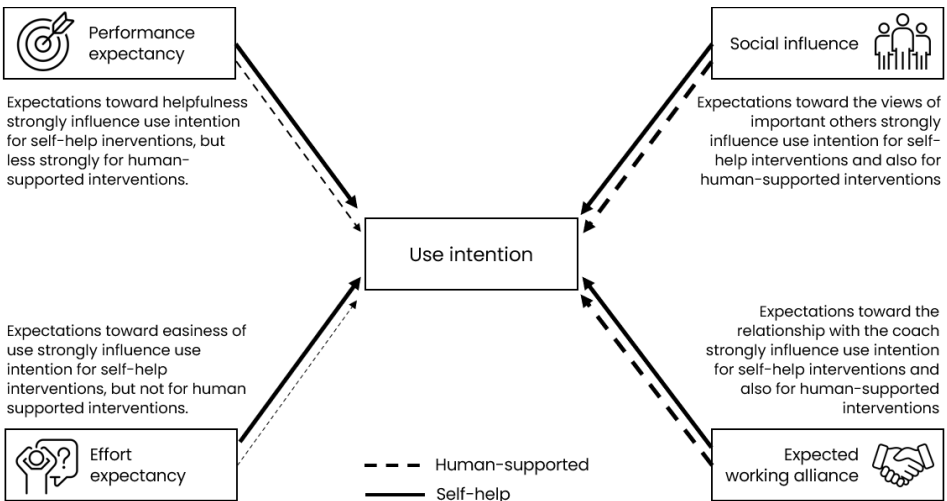 Performance
expectancy
Expectations toward helpfulness
strongly influence use intention
for self-help inerventions, but
less strongly for human-
supported interventions.
Social influence
Expectations toward the views of
important others strongly
influence use intention for self-
help interventions and also for
human-supported interventions
Use intention
Expectations toward easiness of
use strongly influence use
intention for self-help
interventions, but not for human
supported interventions.
Effort
expectancy
Expectations toward the
relationship with the coach
strongly influence use intention
for self-help interventions and
also for human-supported
interventions
Expected
working alliance
Human-supported
Self-help
?